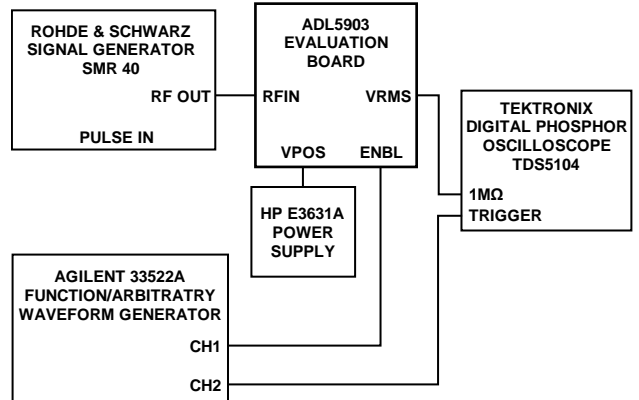 ROHDE & SCHWARZ
SIGNAL GENERATOR
SMR 40
RF OUT
PULSE IN
ADL5903
EVALUATION
BOARD
RFIN
VRMS
VPOS
ENBL
TEKTRONIX
DIGITAL PHOSPHOR
OSCILLOSCOPE
TDS5104
1MΩ
TRIGGER
HP E3631A
POWER
SUPPLY
AGILENT 33522A
FUNCTION/ARBITRATRY
WAVEFORM GENERATOR
CH1
CH2